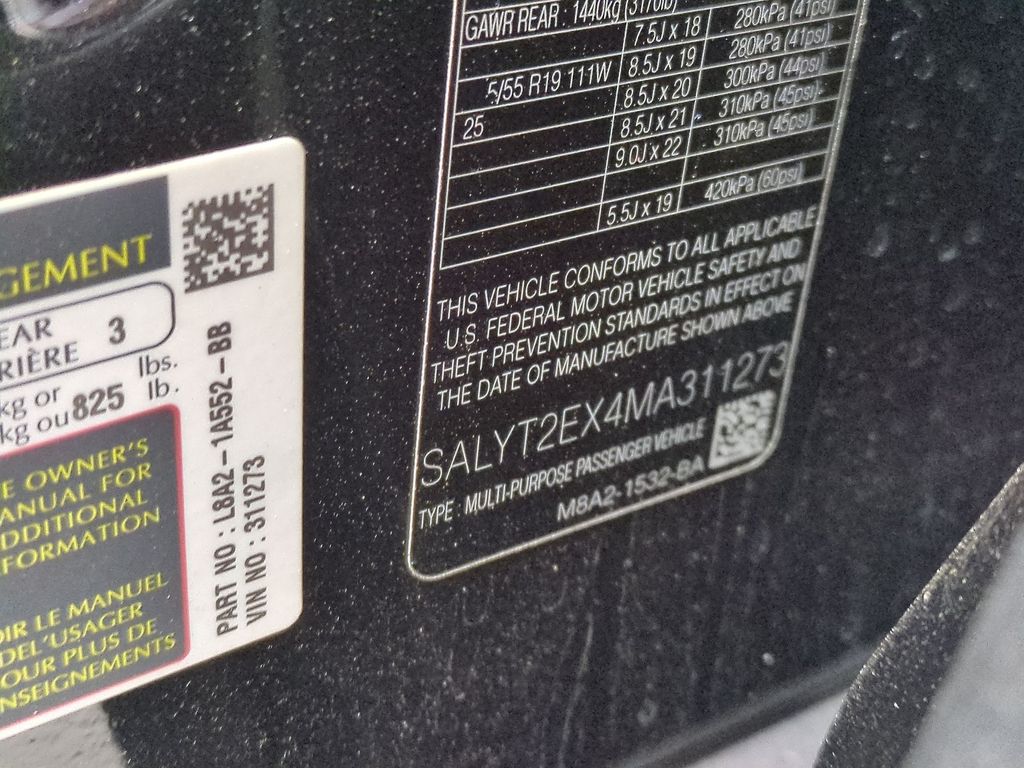 GEMENT
EAR
RIÈRE 3
kg or
kg ou 825 lbs.
lb.
E OWNER'S
ANUAL FOR
DDITIONAL
FORMATION
OIR LE MANUEL
DEL'USAGER
OUR PLUS DE
NSEIGNEMENTS
PART NO : L8A2-1A552-BB
VIN NO : 311273
GAWR REAR : 1440kg (3170lb)
7.5J x 18 280kPa (41psi)
5/55 R19 111W 8.5J x 19 280kPa (41psi)
8.5J x 20 300kPa (44psi)
25 8.5J x 21 310kPa (45psi)
9.0J x 22 310kPa (45psi)
5.5J x 19 420kPa (60psi)
THIS VEHICLE CONFORMS TO ALL APPLICABLE
U.S. FEDERAL MOTOR VEHICLE SAFETY AND
THEFT PREVENTION STANDARDS IN EFFECT ON
THE DATE OF MANUFACTURE SHOWN ABOVE
SALYT2EX4MA311273
TYPE : MULTI-PURPOSE PASSENGER VEHICLE
M8A2-1532-BA